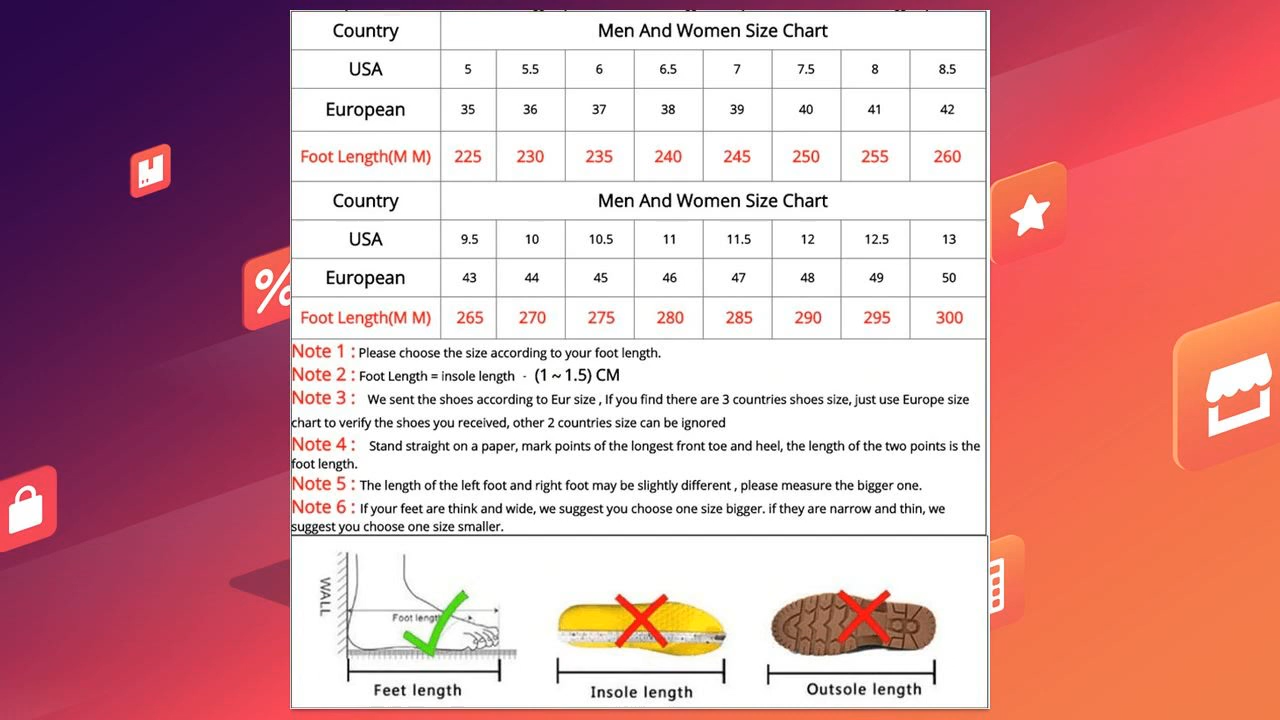 Country Men And Women Size Chart
USA 5 5.5 6 6.5 7 7.5 8 8.5
European 35 36 37 38 39 40 41 42
Foot Length(M M) 225 230 235 240 245 250 255 260
Country Men And Women Size Chart
USA 9.5 10 10.5 11 11.5 12 12.5 13
European 43 44 45 46 47 48 49 50
Foot Length(M M) 265 270 275 280 285 290 295 300
Note 1 : Please choose the size according to your foot length.
Note 2 : Foot Length = insole length - (1 ~ 1.5) CM
Note 3 : We sent the shoes according to Eur size , If you find there are 3 countries shoes size, just use Europe size
chart to verify the shoes you received, other 2 countries size can be ignored
Note 4 : Stand straight on a paper, mark points of the longest front toe and heel, the length of the two points is the
foot length.
Note 5 : The length of the left foot and right foot may be slightly different , please measure the bigger one.
Note 6 : If your feet are think and wide, we suggest you choose one size bigger. if they are narrow and thin, we
suggest you choose one size smaller.
WALL
Foot length
Feet length
Insole length
Outsole length